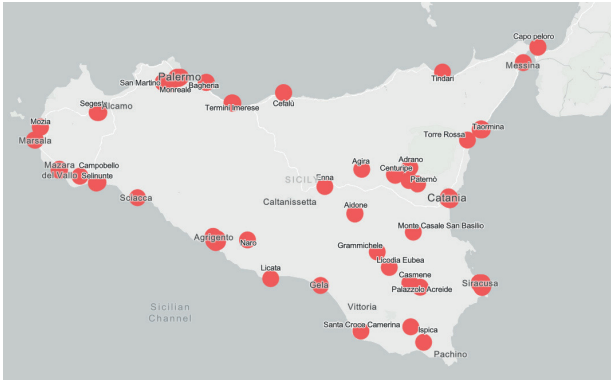 Capo peloro
Messina
Palermo
San Martino
Monreale
Bagheria
Tindari
Cefalú
Termini Imerese
Segesta
Alcamo
Mozia
Marsala
Taormina
Torre Rossa
Mazara
del Vallo
Campobello
Selinunte
Agira
Adrano
Centuripe
Paternò
SICILY
Enna
Sciacca
Caltanissetta
Catania
Aidone
Monte Casale San Basilio
Agrigento
Naro
Grammichele
Licodia Eubea
Licata
Casmene
Gela
Palazzolo Acreide
Siracusa
Sicilian
Channel
Vittoria
Santa Croce Camerina
Ispica
Pachino